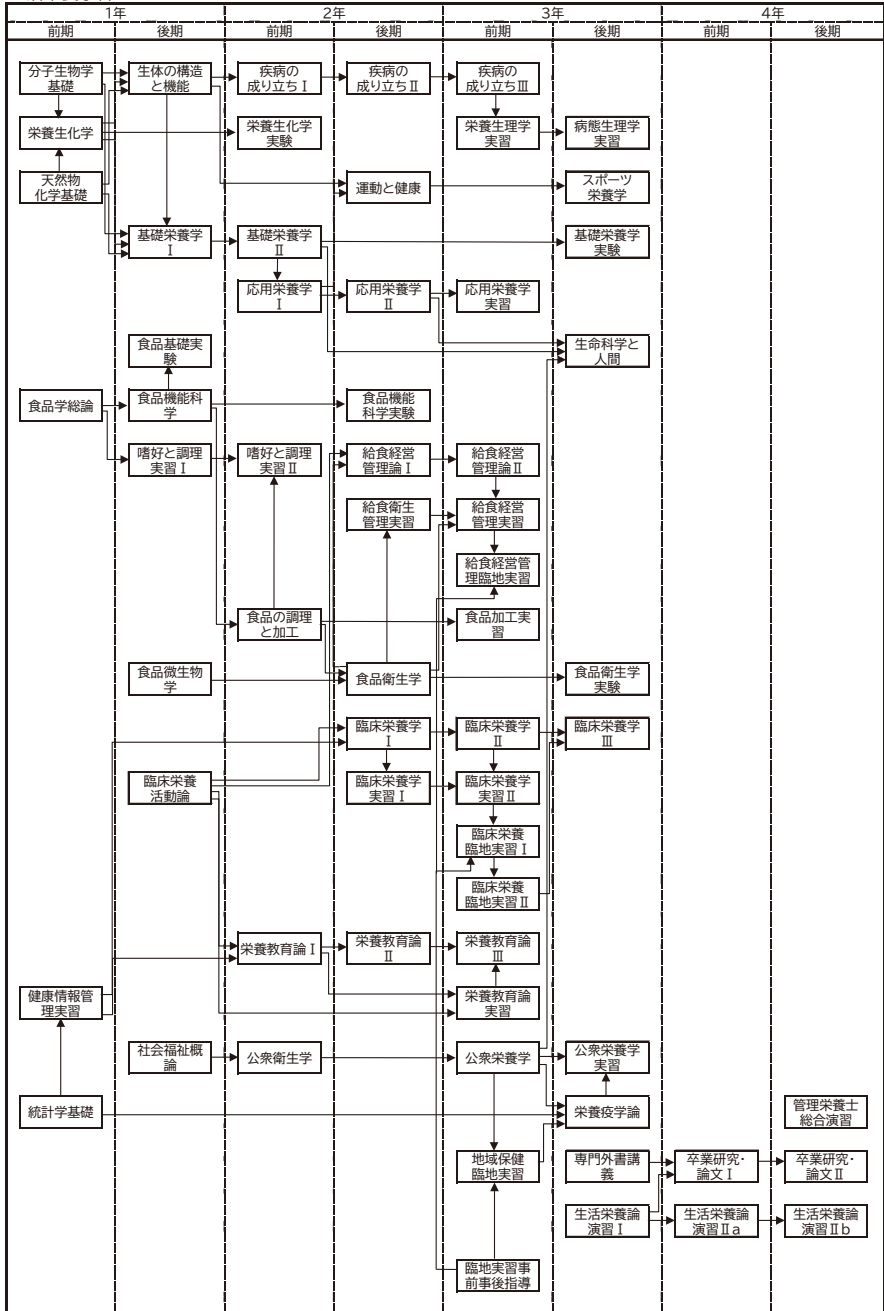 1年
2年
3年
4年
前期
後期
前期
後期
前期
後期
前期
後期
分子生物学
基礎
生体の構造
と機能
疾病の
成り立ちⅠ
疾病の
成り立ちⅡ
疾病の
成り立ちⅢ
栄養生化学
栄養生化学
実験
栄養生理学
実習
病態生理学
実習
天然物
化学基礎
運動と健康
スポーツ
栄養学
基礎栄養学
Ⅰ
基礎栄養学
Ⅱ
基礎栄養学
実験
応用栄養学
Ⅰ
応用栄養学
Ⅱ
応用栄養学
実習
食品基礎実
験
生命科学と
人間
食品学総論
食品機能科
学
食品機能
科学実験
嗜好と調理
実習Ⅰ
嗜好と調理
実習Ⅱ
給食経営
管理論Ⅰ
給食経営
管理論Ⅱ
給食衛生
管理実習
給食経営
管理実習
給食経営管
理臨地実習
食品の調理
と加工
食品加工実
習
食品微生物
学
食品衛生学
食品衛生学
実験
臨床栄養学
Ⅰ
臨床栄養学
Ⅱ
臨床栄養学
Ⅲ
臨床栄養
活動論
臨床栄養学
実習Ⅰ
臨床栄養学
実習Ⅱ
臨床栄養
臨地実習Ⅰ
臨床栄養
臨地実習Ⅱ
栄養教育論Ⅰ
栄養教育論
Ⅱ
栄養教育論
Ⅲ
健康情報管
理実習
栄養教育論
実習
社会福祉概
論
公衆衛生学
公衆栄養学
公衆栄養学
実習
統計学基礎
栄養疫学論
管理栄養士
総合演習
地域保健
臨地実習
専門外書講
義
卒業研究・
論文Ⅰ
卒業研究・
論文Ⅱ
生活栄養論
演習Ⅰ
生活栄養論
演習Ⅱa
生活栄養論
演習Ⅱb
臨地実習事
前事後指導